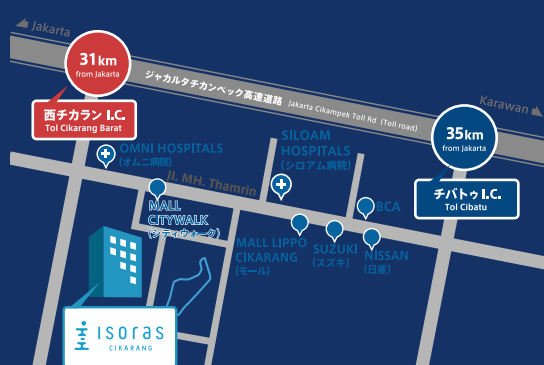 Jakarta
31km
from Jakarta
西チカラン I.C.
Tol Cikarang Barat
ジャカルタチカンペック高速道路 Jakarta Cikampek Toll Rd (Toll road)
Karawang
35km
from Jakarta
チバトゥ I.C.
Tol Cibatu
OMNI HOSPITALS
(オムニ病院)
SILOAM
HOSPITALS
(シロアム病院)
Jl. MH. Thamrin
MALL
CITYWALK
(シティウォーク)
BCA
MALL LIPPO
CIKARANG
(モール)
SUZUKI
(スズキ)
NISSAN
(日産)
isoras
CIKARANG